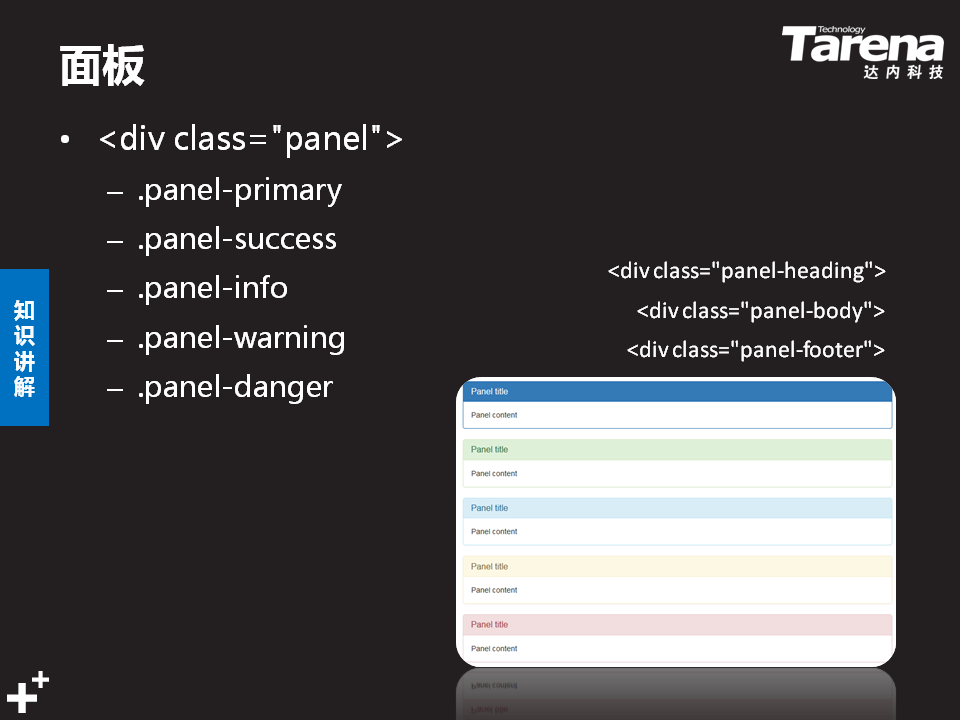 面板
Technology
Tarena
达内科技
• <div class="panel">
– .panel-primary
– .panel-success
– .panel-info
– .panel-warning
– .panel-danger
知识讲解
<div class="panel-heading">
<div class="panel-body">
<div class="panel-footer">
Panel title
Panel content
Panel title
Panel content
Panel title
Panel content
Panel title
Panel content
Panel title
Panel content